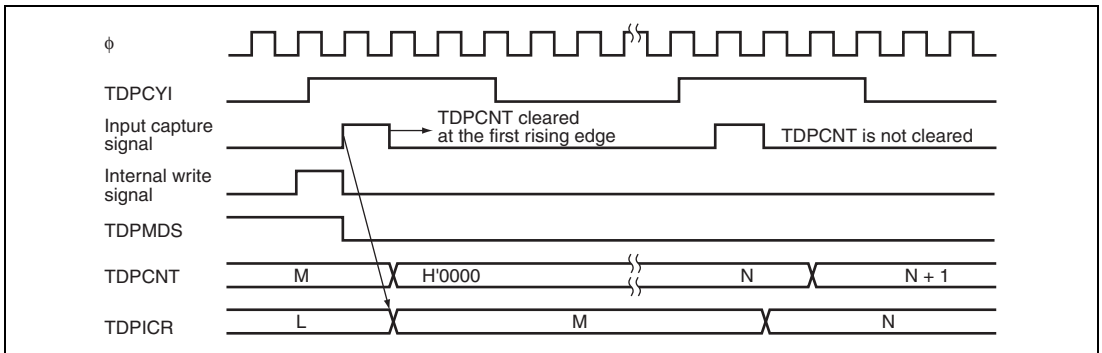 φ
TDPCYI
TDPCNT cleared
at the first rising edge
Input capture
signal
TDPCNT is not cleared
Internal write
signal
TDPMDS
TDPCNT M H'0000 N N + 1
TDPICR L M N